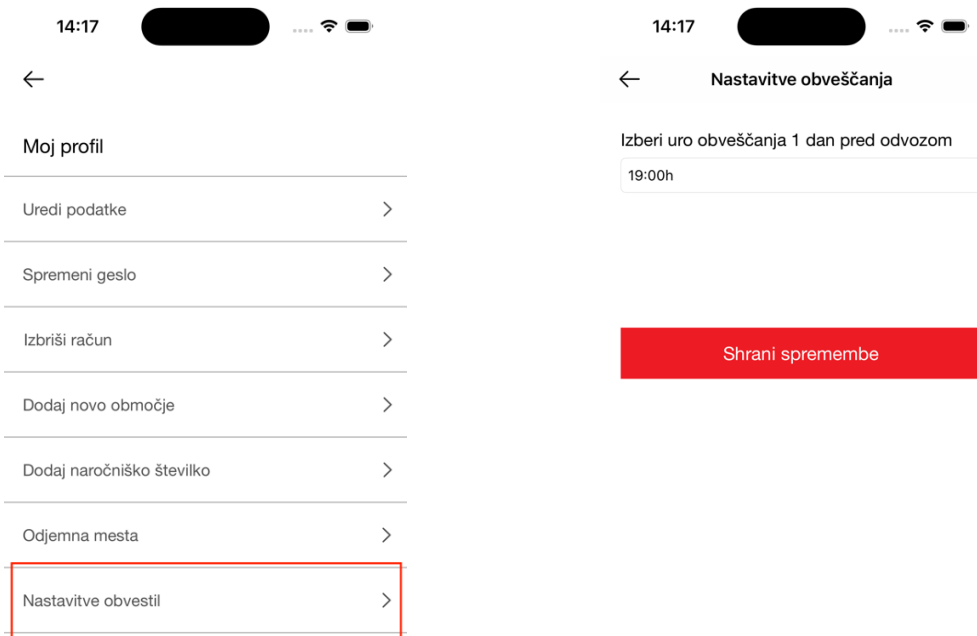 14:17
Moj profil
Uredi podatke
Spremeni geslo
Izbriši račun
Dodaj novo območje
Dodaj naročniško številko
Odjemna mesta
Nastavitve obvestil
14:17
Nastavitve obveščanja
Izberi uro obveščanja 1 dan pred odvozom
19:00h
Shrani spremembe